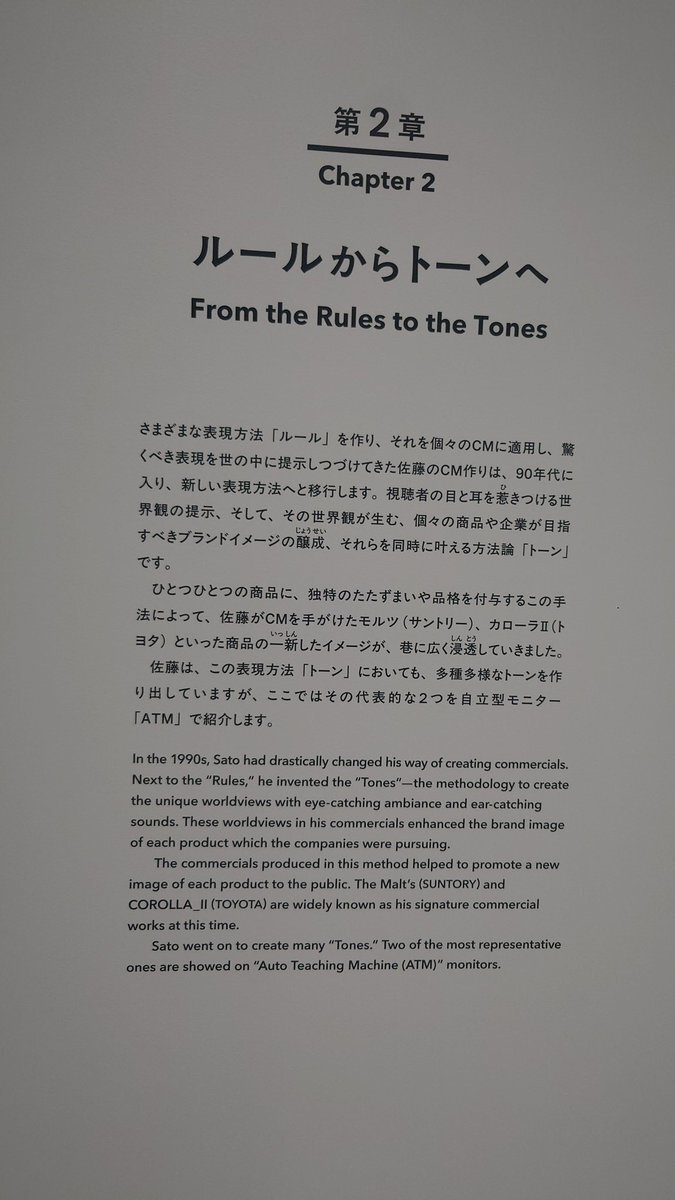 第2章
Chapter 2
ルールからトーンへ
From the Rules to the Tones
さまざまな表現方法「ルール」を作り、それを個々のCMに適用し、驚
くべき表現を世の中に提示しつづけてきた佐藤のCM作りは、90年代に
入り、新しい表現方法へと移行します。視聴者の目と耳を惹きつける世
界観の提示、そして、その世界観が生む、個々の商品や企業が目指
すべきブランドイメージの醸成、それらを同時に叶える方法論「トーン」
です。
ひとつひとつの商品に、独特のたたずまいや品格を付与するこの手
法によって、佐藤がCMを手がけたモルツ（サントリー）、カローラⅡ（ト
ヨタ）といった商品の一新したイメージが、巷に広く浸透していきました。
佐藤は、この表現方法「トーン」においても、多種多様なトーンを作
り出していますが、ここではその代表的な2つを自立型モニター
「ATM」で紹介します。
In the 1990s, Sato had drastically changed his way of creating commercials.
Next to the “Rules,” he invented the “Tones”—the methodology to create
the unique worldviews with eye-catching ambiance and ear-catching
sounds. These worldviews in his commercials enhanced the brand image
of each product which the companies were pursuing.
The commercials produced in this method helped to promote a new
image of each product to the public. The Malt’s (SUNTORY) and
COROLLA_II (TOYOTA) are widely known as his signature commercial
works at this time.
Sato went on to create many “Tones.“ Two of the most representative
ones are showed on “Auto Teaching Machine (ATM)” monitors.